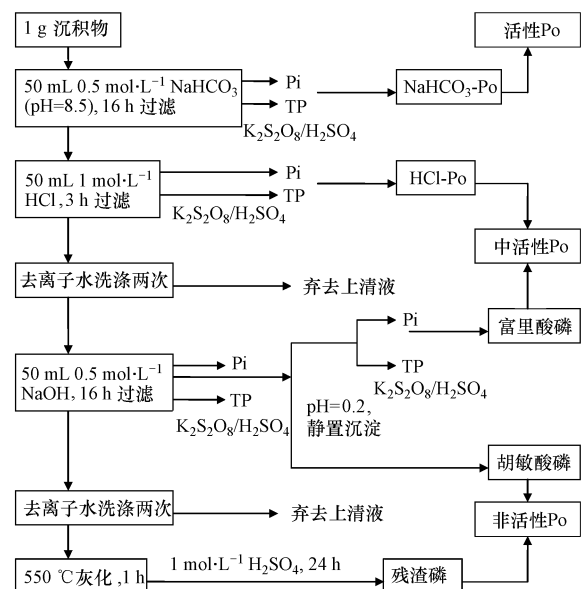 1 g 沉积物
活性Po
50 mL 0.5 mol·L⁻¹ NaHCO₃
(pH=8.5), 16 h 过滤
Pi
TP
K₂S₂O₈/H₂SO₄
NaHCO₃-Po
50 mL 1 mol·L⁻¹
HCl, 3 h 过滤
Pi
TP
K₂S₂O₈/H₂SO₄
HCl-Po
中活性Po
去离子水洗涤两次
弃去上清液
富里酸磷
50 mL 0.5 mol·L⁻¹
NaOH, 16 h 过滤
Pi
TP
K₂S₂O₈/H₂SO₄
Pi
TP
K₂S₂O₈/H₂SO₄
pH=0.2,
静置沉淀
胡敏酸磷
去离子水洗涤两次
弃去上清液
非活性Po
550 ℃灰化, 1 h
1 mol·L⁻¹ H₂SO₄, 24 h
残渣磷